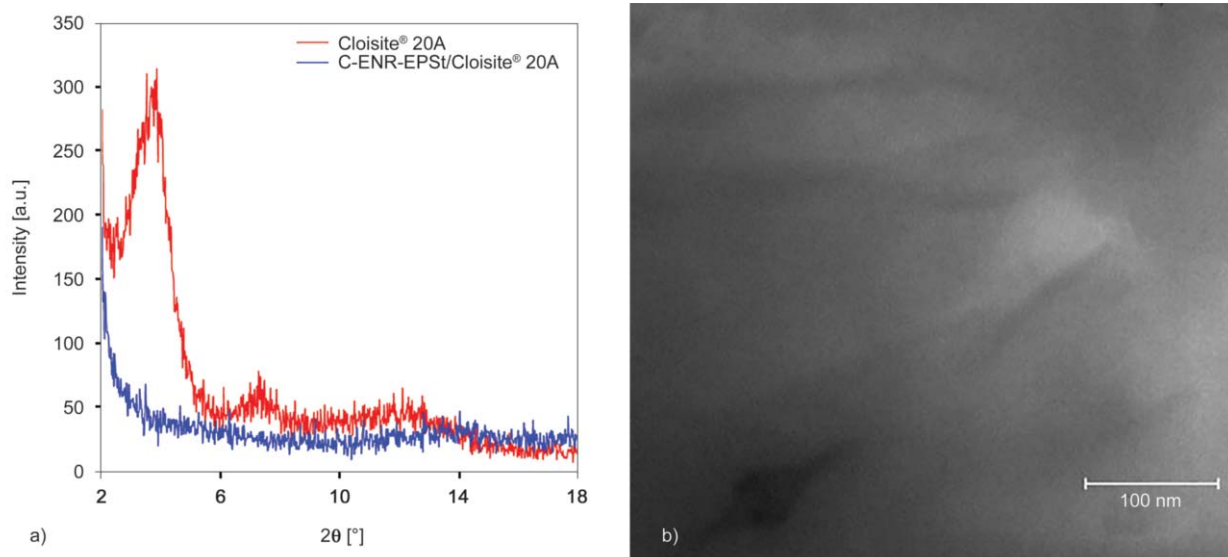 350
300
250
200
150
100
50
0
Intensity [a.u.]
Cloisite® 20A
C-ENR-EPSt/Cloisite® 20A
2 6 10 14 18
2θ [°]
a)
b)
100 nm